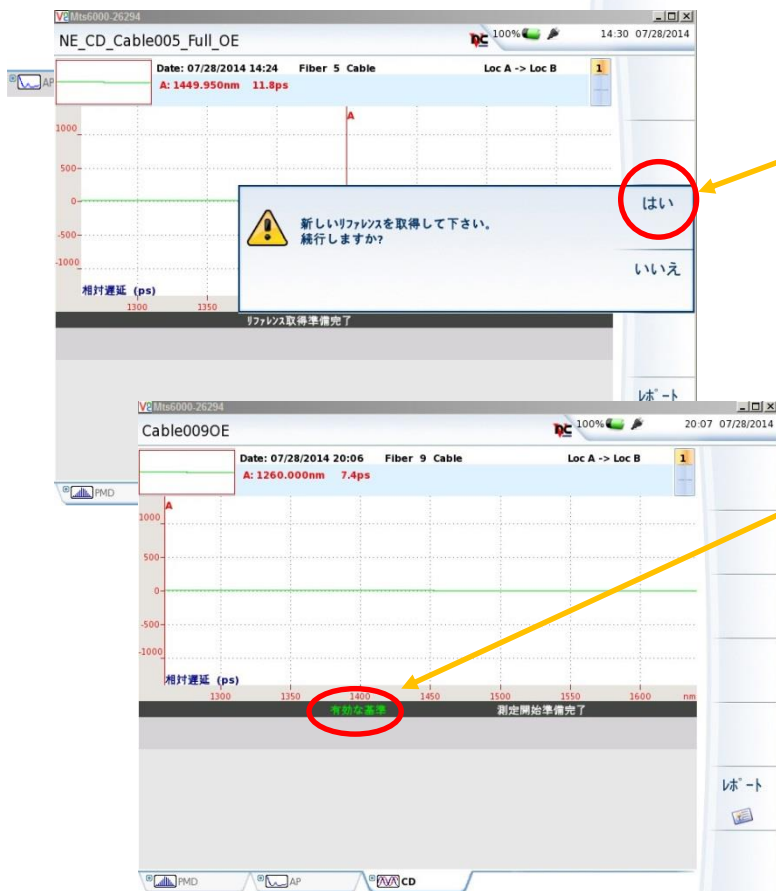 Mts6000-26294
NE_CD_Cable005_Full_OE
100%
14:30 07/28/2014
Date: 07/28/2014 14:24 Fiber 5 Cable Loc A -> Loc B
1
A: 1449.950nm 11.8ps
AP
A
1000
500
0
-500
-1000
相対遅延 (ps)
1300 1350
新しいリファレンスを取得して下さい。
続行しますか?
はい
いいえ
リファレンス取得準備完了
レポート
PMD
Mts6000-26294
Cable009OE
100%
20:07 07/28/2014
Date: 07/28/2014 20:06 Fiber 9 Cable Loc A -> Loc B
1
A: 1260.000nm 7.4ps
A
1000
500
0
-500
-1000
相対遅延 (ps)
1300 1350 1400 1450 1500 1550 1600 nm
有効な基準 測定開始準備完了
レポート
PMD AP CD